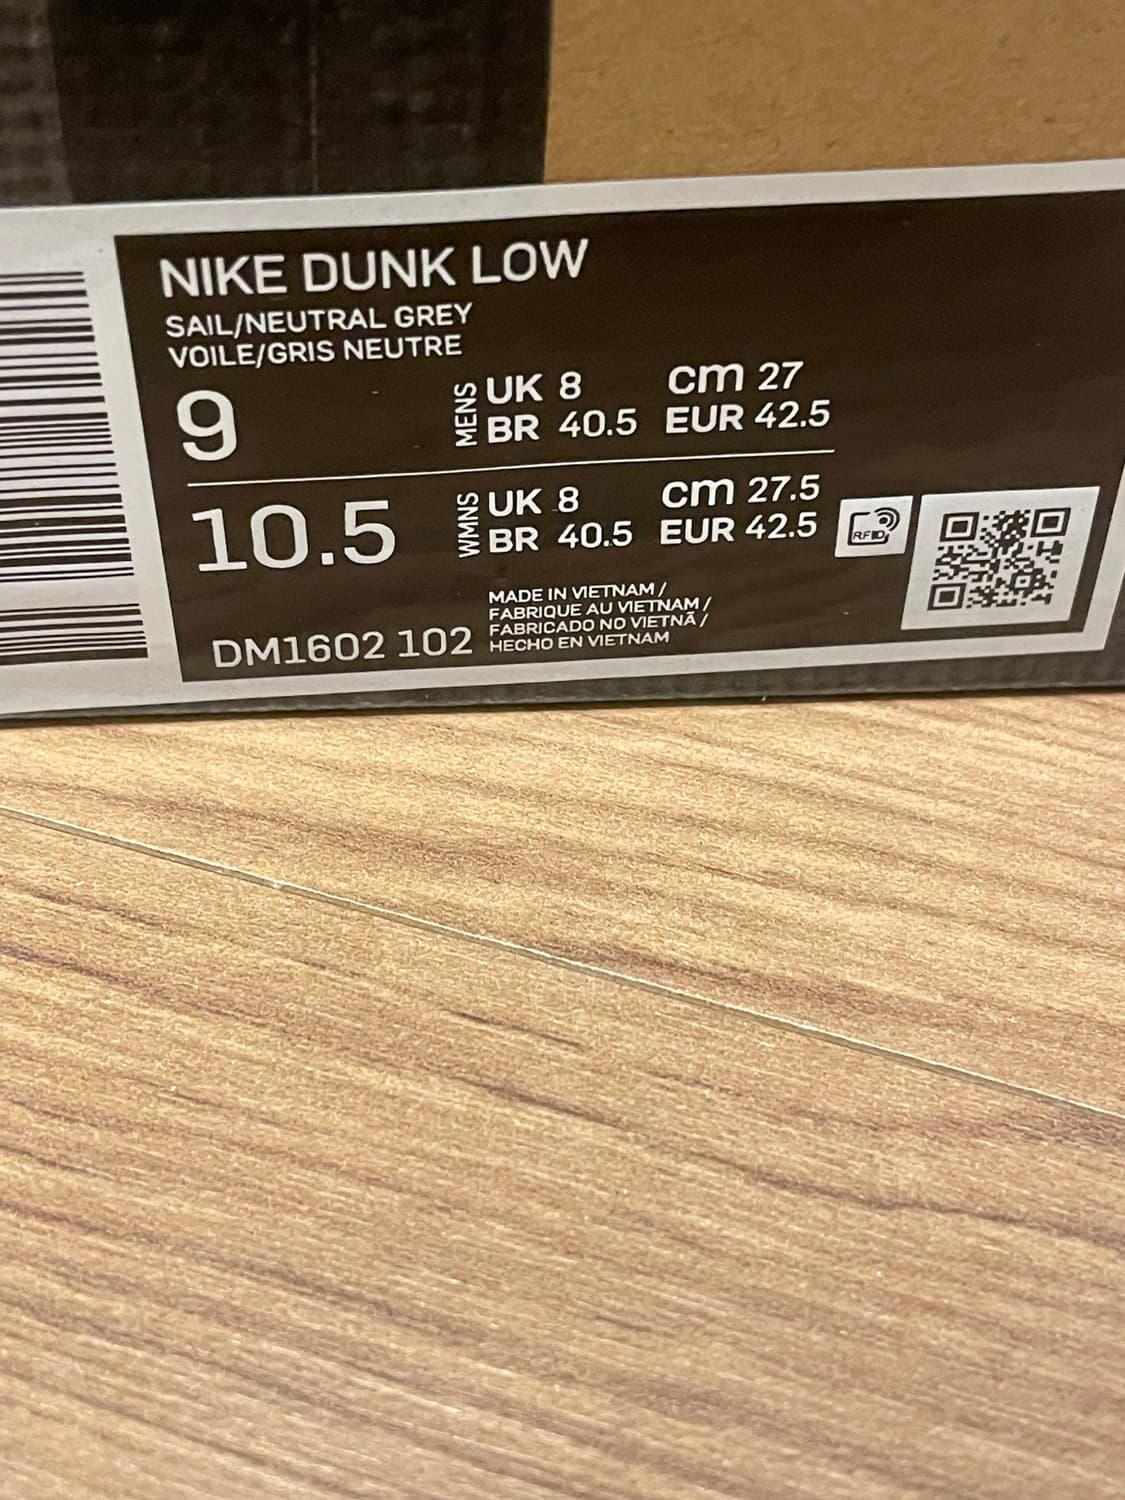 NIKE DUNK LOW
SAIL/NEUTRAL GREY
VOILE/GRIS NEUTRE
9 MENS UK 8 cm 27
BR 40.5 EUR 42.5
10.5 WMNS UK 8 cm 27.5
BR 40.5 EUR 42.5
RFID
MADE IN VIETNAM /
FABRIQUE AU VIETNAM /
FABRICADO NO VIETNÃ /
HECHO EN VIETNAM
DM1602 102